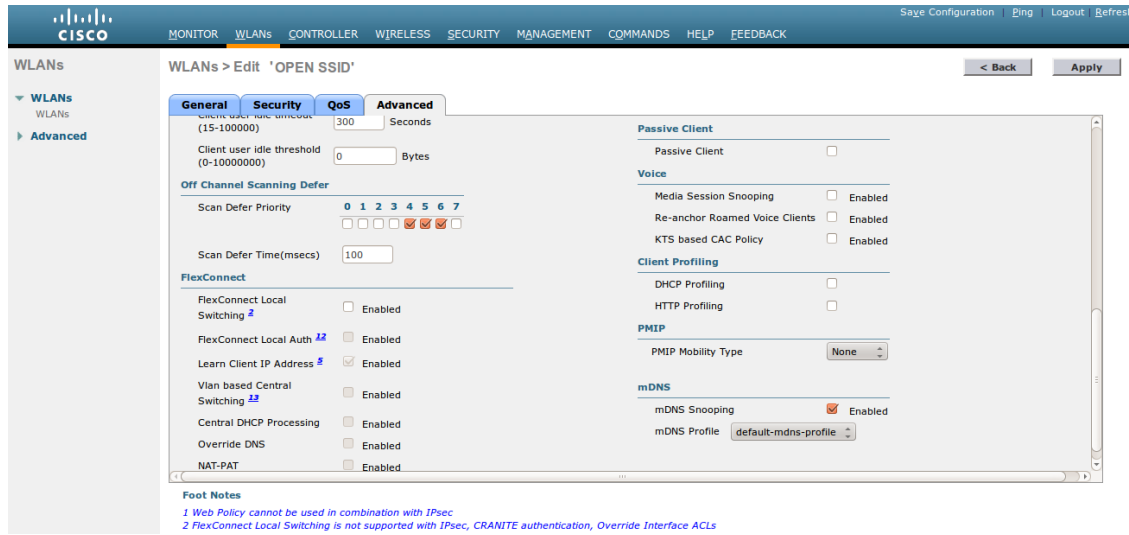 Save Configuration | Ping | Logout | Refresh
CISCO
MONITOR WLANs CONTROLLER WIRELESS SECURITY MANAGEMENT COMMANDS HELP FEEDBACK
WLANs
WLANs > Edit 'OPEN SSID'
< Back
Apply
WLANs
WLANs
Advanced
General Security QoS Advanced
Client user idle timeout
(15-100000)
300 Seconds
Client user idle threshold
(0-10000000)
0 Bytes
Off Channel Scanning Defer
Scan Defer Priority
0 1 2 3 4 5 6 7
Scan Defer Time(msecs) 100
FlexConnect
FlexConnect Local
Switching 2 Enabled
FlexConnect Local Auth 12 Enabled
Learn Client IP Address 5 Enabled
Vlan based Central
Switching 13 Enabled
Central DHCP Processing Enabled
Override DNS Enabled
NAT-PAT Enabled
Passive Client
Passive Client
Voice
Media Session Snooping Enabled
Re-anchor Roamed Voice Clients Enabled
KTS based CAC Policy Enabled
Client Profiling
DHCP Profiling
HTTP Profiling
PMIP
PMIP Mobility Type None
mDNS
mDNS Snooping Enabled
mDNS Profile default-mdns-profile
Foot Notes
1 Web Policy cannot be used in combination with IPsec
2 FlexConnect Local Switching is not supported with IPsec, CRANITE authentication, Override Interface ACLs